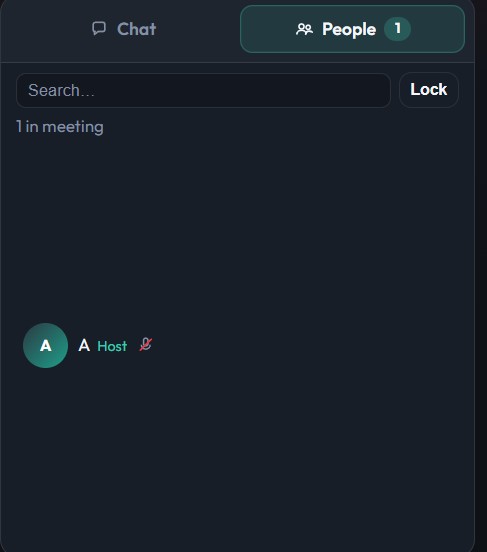 Chat
People 1
Search...
Lock
1 in meeting
A
A Host